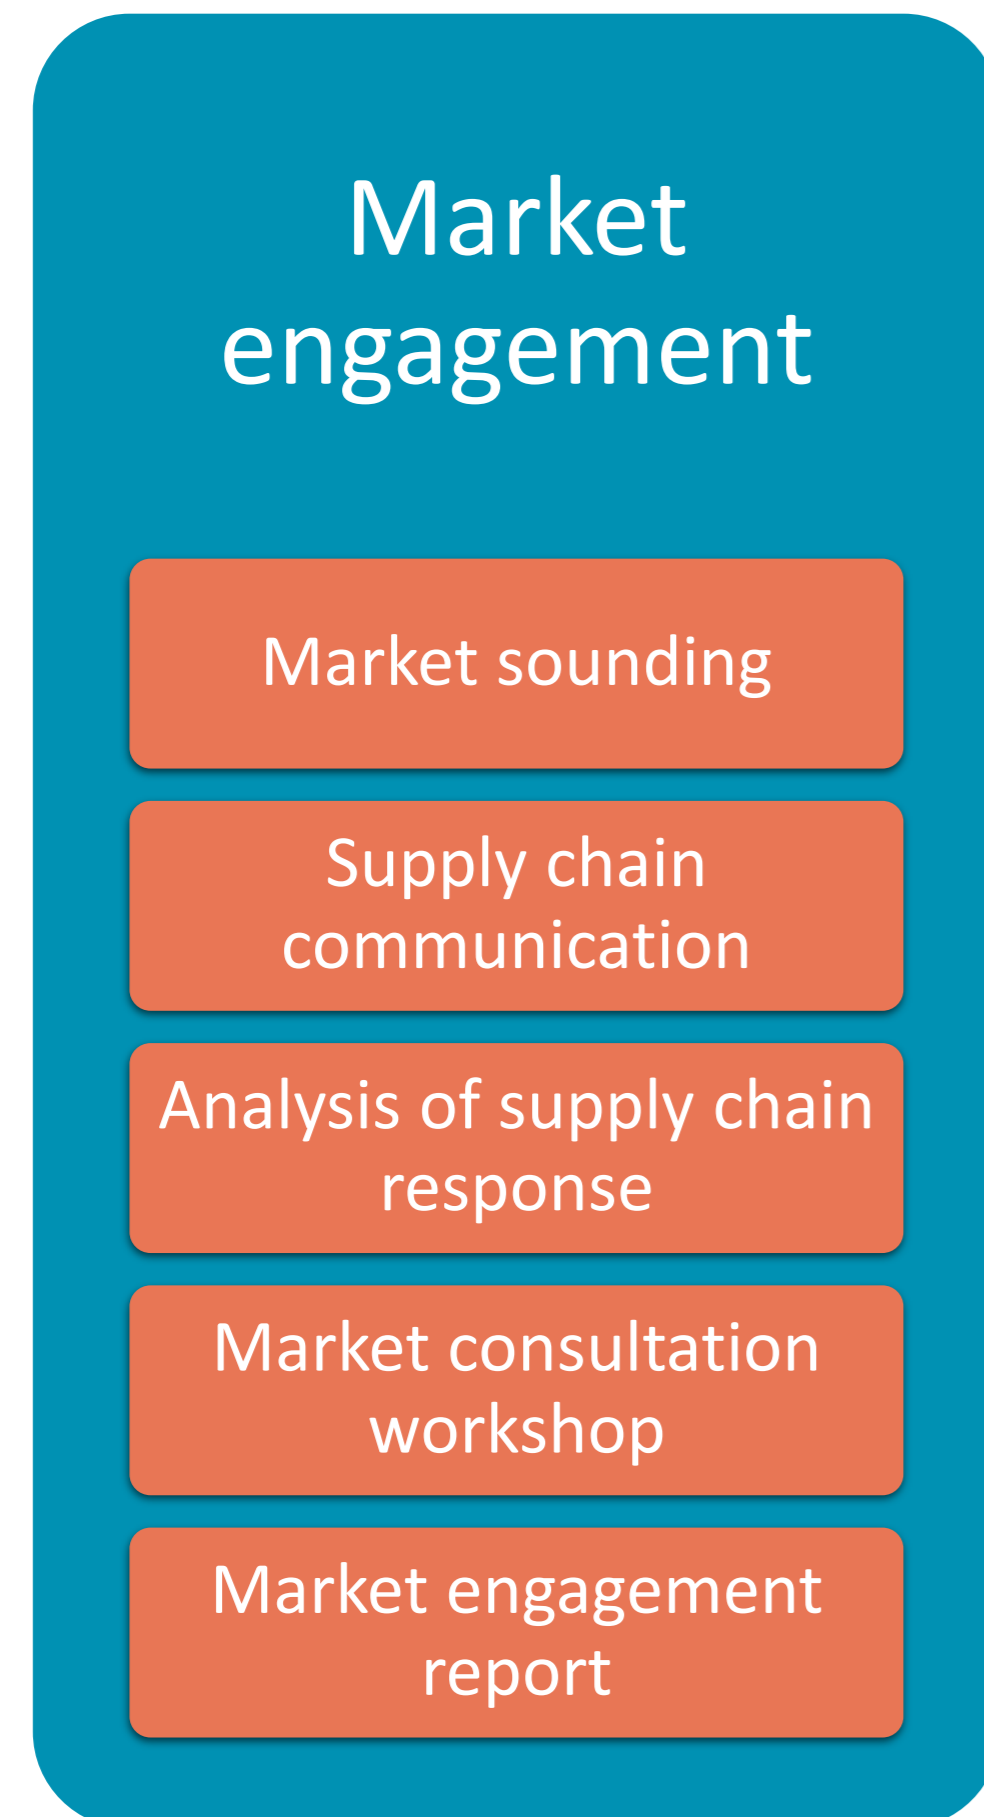 Market
engagement
Market sounding
Supply chain
communication
Analysis of supply chain
response
Market consultation
workshop
Market engagement
report